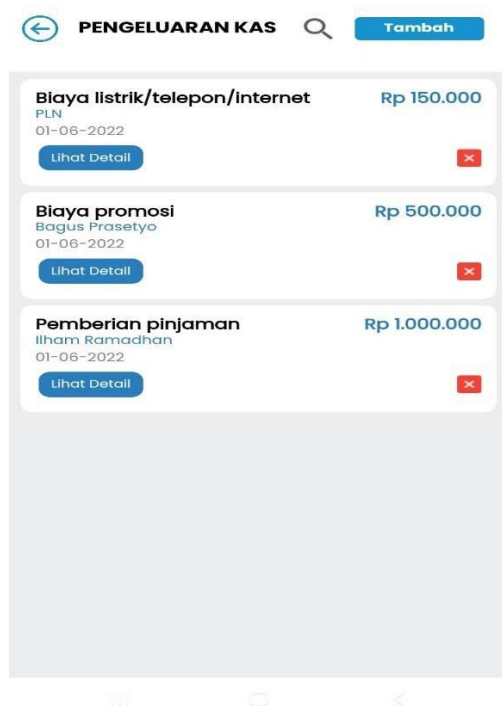 PENGELUARAN KAS
Tambah
Biaya listrik/telepon/internet Rp 150.000
PLN
01-06-2022
Lihat Detail
Biaya promosi Rp 500.000
Bagus Prasetyo
01-06-2022
Lihat Detail
Pemberian pinjaman Rp 1.000.000
Ilham Ramadhan
01-06-2022
Lihat Detail